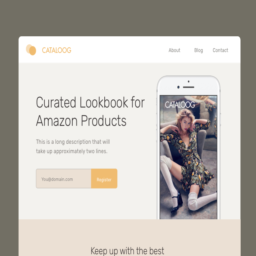 CATALOOG
About
Blog
Contact
Curated Lookbook for
Amazon Products
This is a long description that will
take up approximately two lines.
You@domain.com
Register
CATALOOG
Keep up with the best